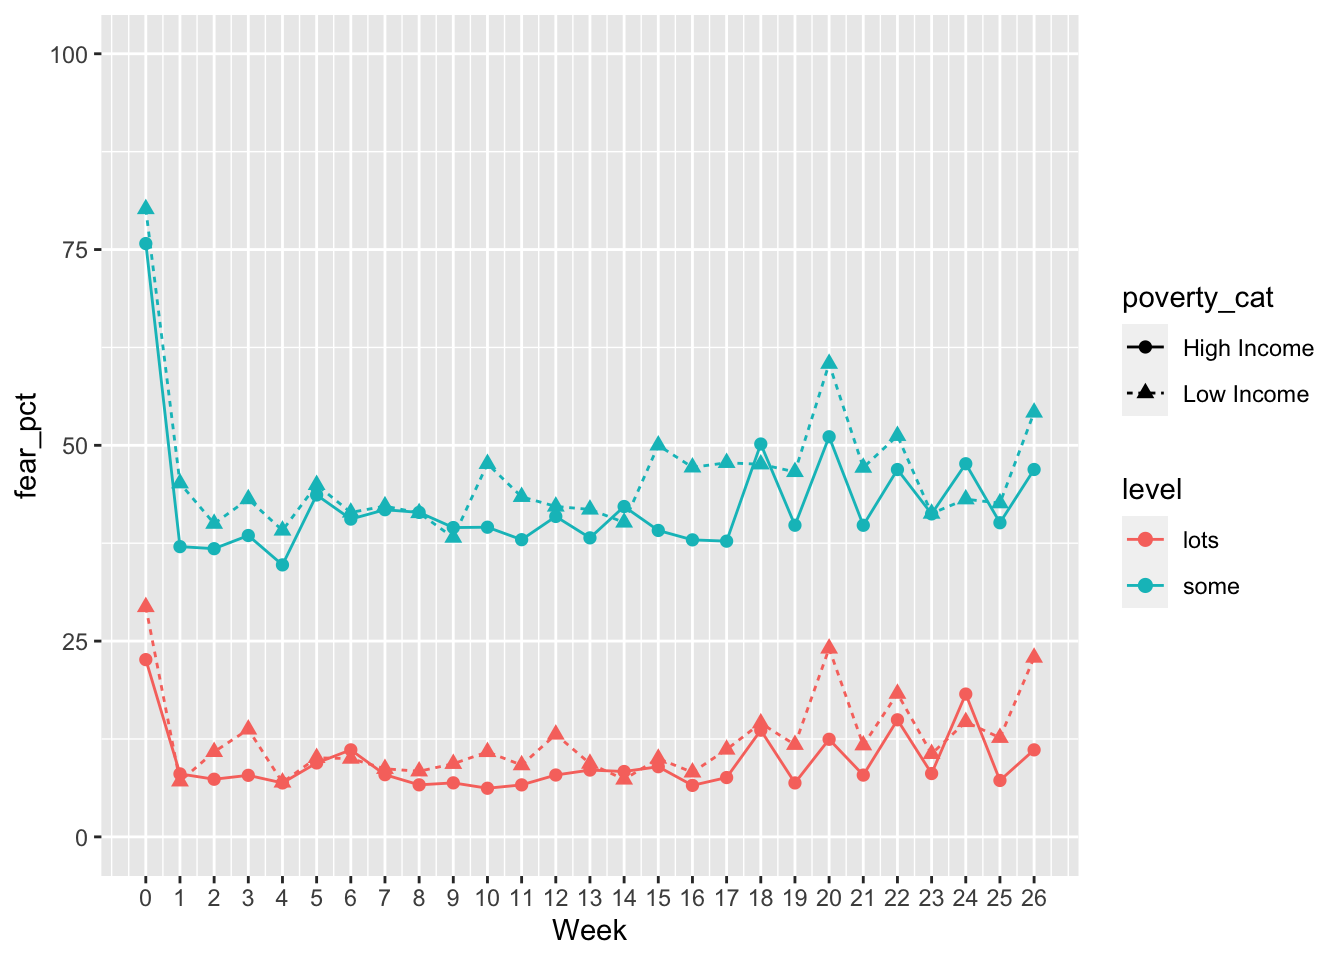 fear_pct
100
75
50
25
0
0 1 2 3 4 5 6 7 8 9 10 11 12 13 14 15 16 17 18 19 20 21 22 23 24 25 26
Week
poverty_cat
High Income
Low Income
level
lots
some